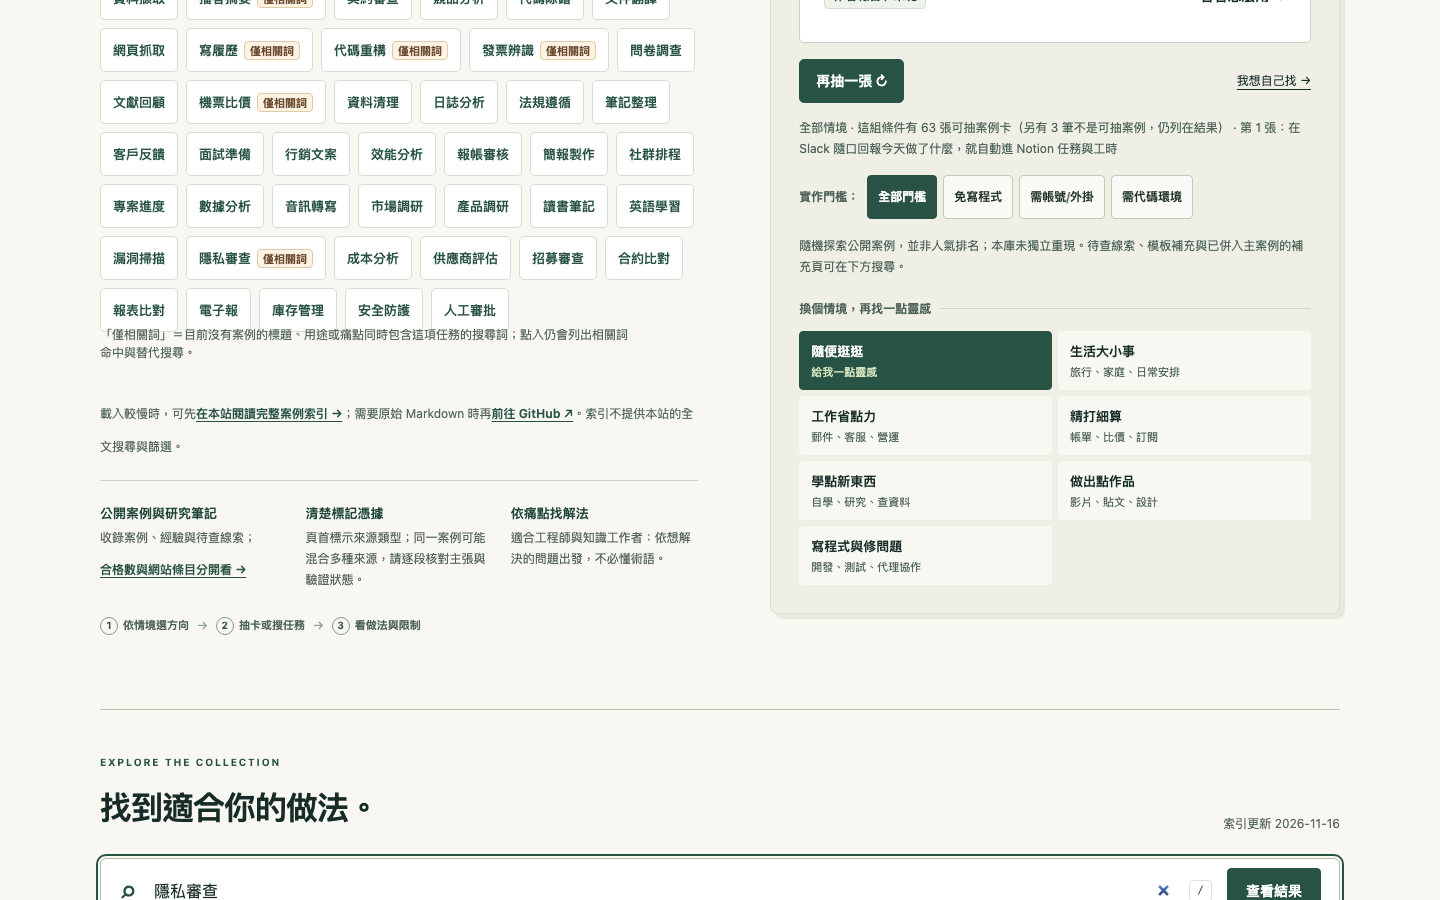 網頁抓取 寫履歷 僅相關詞 代碼重構 僅相關詞 發票辨識 僅相關詞 問卷調查
文獻回顧 機票比價 僅相關詞 資料清理 日誌分析 法規遵循 筆記整理
客戶反饋 面試準備 行銷文案 效能分析 報帳審核 簡報製作 社群排程
專案進度 數據分析 音訊轉寫 市場調研 產品調研 讀書筆記 英語學習
漏洞掃描 隱私審查 僅相關詞 成本分析 供應商評估 招募審查 合約比對
報表比對 電子報 庫存管理 安全防護 人工審批
「僅相關詞」＝目前沒有案例的標題、用途或痛點同時包含這項任務的搜尋詞；點入仍會列出相關詞
命中與替代搜尋。
載入較慢時，可先在本站閱讀完整案例索引 →；需要原始 Markdown 時再前往 GitHub ↗。索引不提供本站的全
文搜尋與篩選。
公開案例與研究筆記
收錄案例、經驗與待查線索；
合格數與網站條目分開看 →
清楚標記憑據
頁首標示來源類型；同一案例可能
混合多種來源，請逐段核對主張與
驗證狀態。
依痛點找解法
適合工程師與知識工作者：依想解
決的問題出發，不必懂術語。
1 依情境選方向 → 2 抽卡或搜任務 → 3 看做法與限制
再抽一張 ↻
我想自己找 →
全部情境 · 這組條件有 63 張可抽案例卡（另有 3 筆不是可抽案例，仍列在結果） · 第 1 張：在
Slack 隨口回報今天做了什麼，就自動進 Notion 任務與工時
實作門檻： 全部門檻 免寫程式 需帳號/外掛 需代碼環境
隨機探索公開案例，並非人氣排名；本庫未獨立重現。待查線索、模板補充與已併入主案例的補
充頁可在下方搜尋。
換個情境，再找一點靈感
隨便逛逛
給我一點靈感
生活大小事
旅行、家庭、日常安排
工作省點力
郵件、客服、營運
精打細算
帳單、比價、訂閱
學點新東西
自學、研究、查資料
做出點作品
影片、貼文、設計
寫程式與修問題
開發、測試、代理協作
EXPLORE THE COLLECTION
找到適合你的做法。
索引更新 2026-11-16
隱私審查
/
查看結果